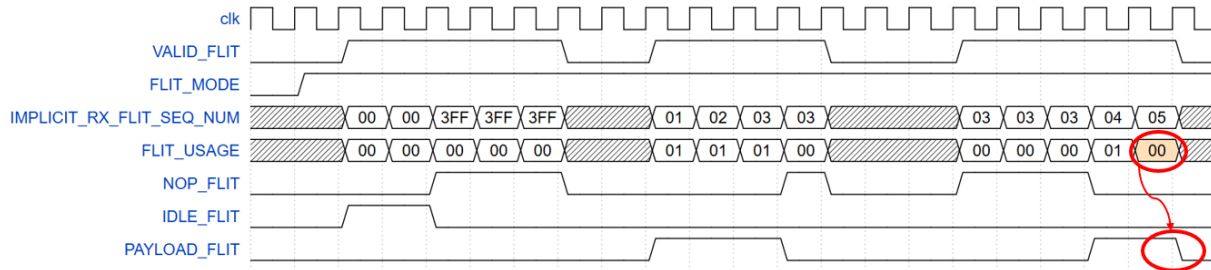 clk
VALID_FLIT
FLIT_MODE
IMPLICIT_RX_FLIT_SEQ_NUM 00 00 3FF 3FF 3FF 01 02 03 03 03 03 03 04 05
FLIT_USAGE 00 00 00 00 00 01 01 01 00 00 00 00 01 00
NOP_FLIT
IDLE_FLIT
PAYLOAD_FLIT